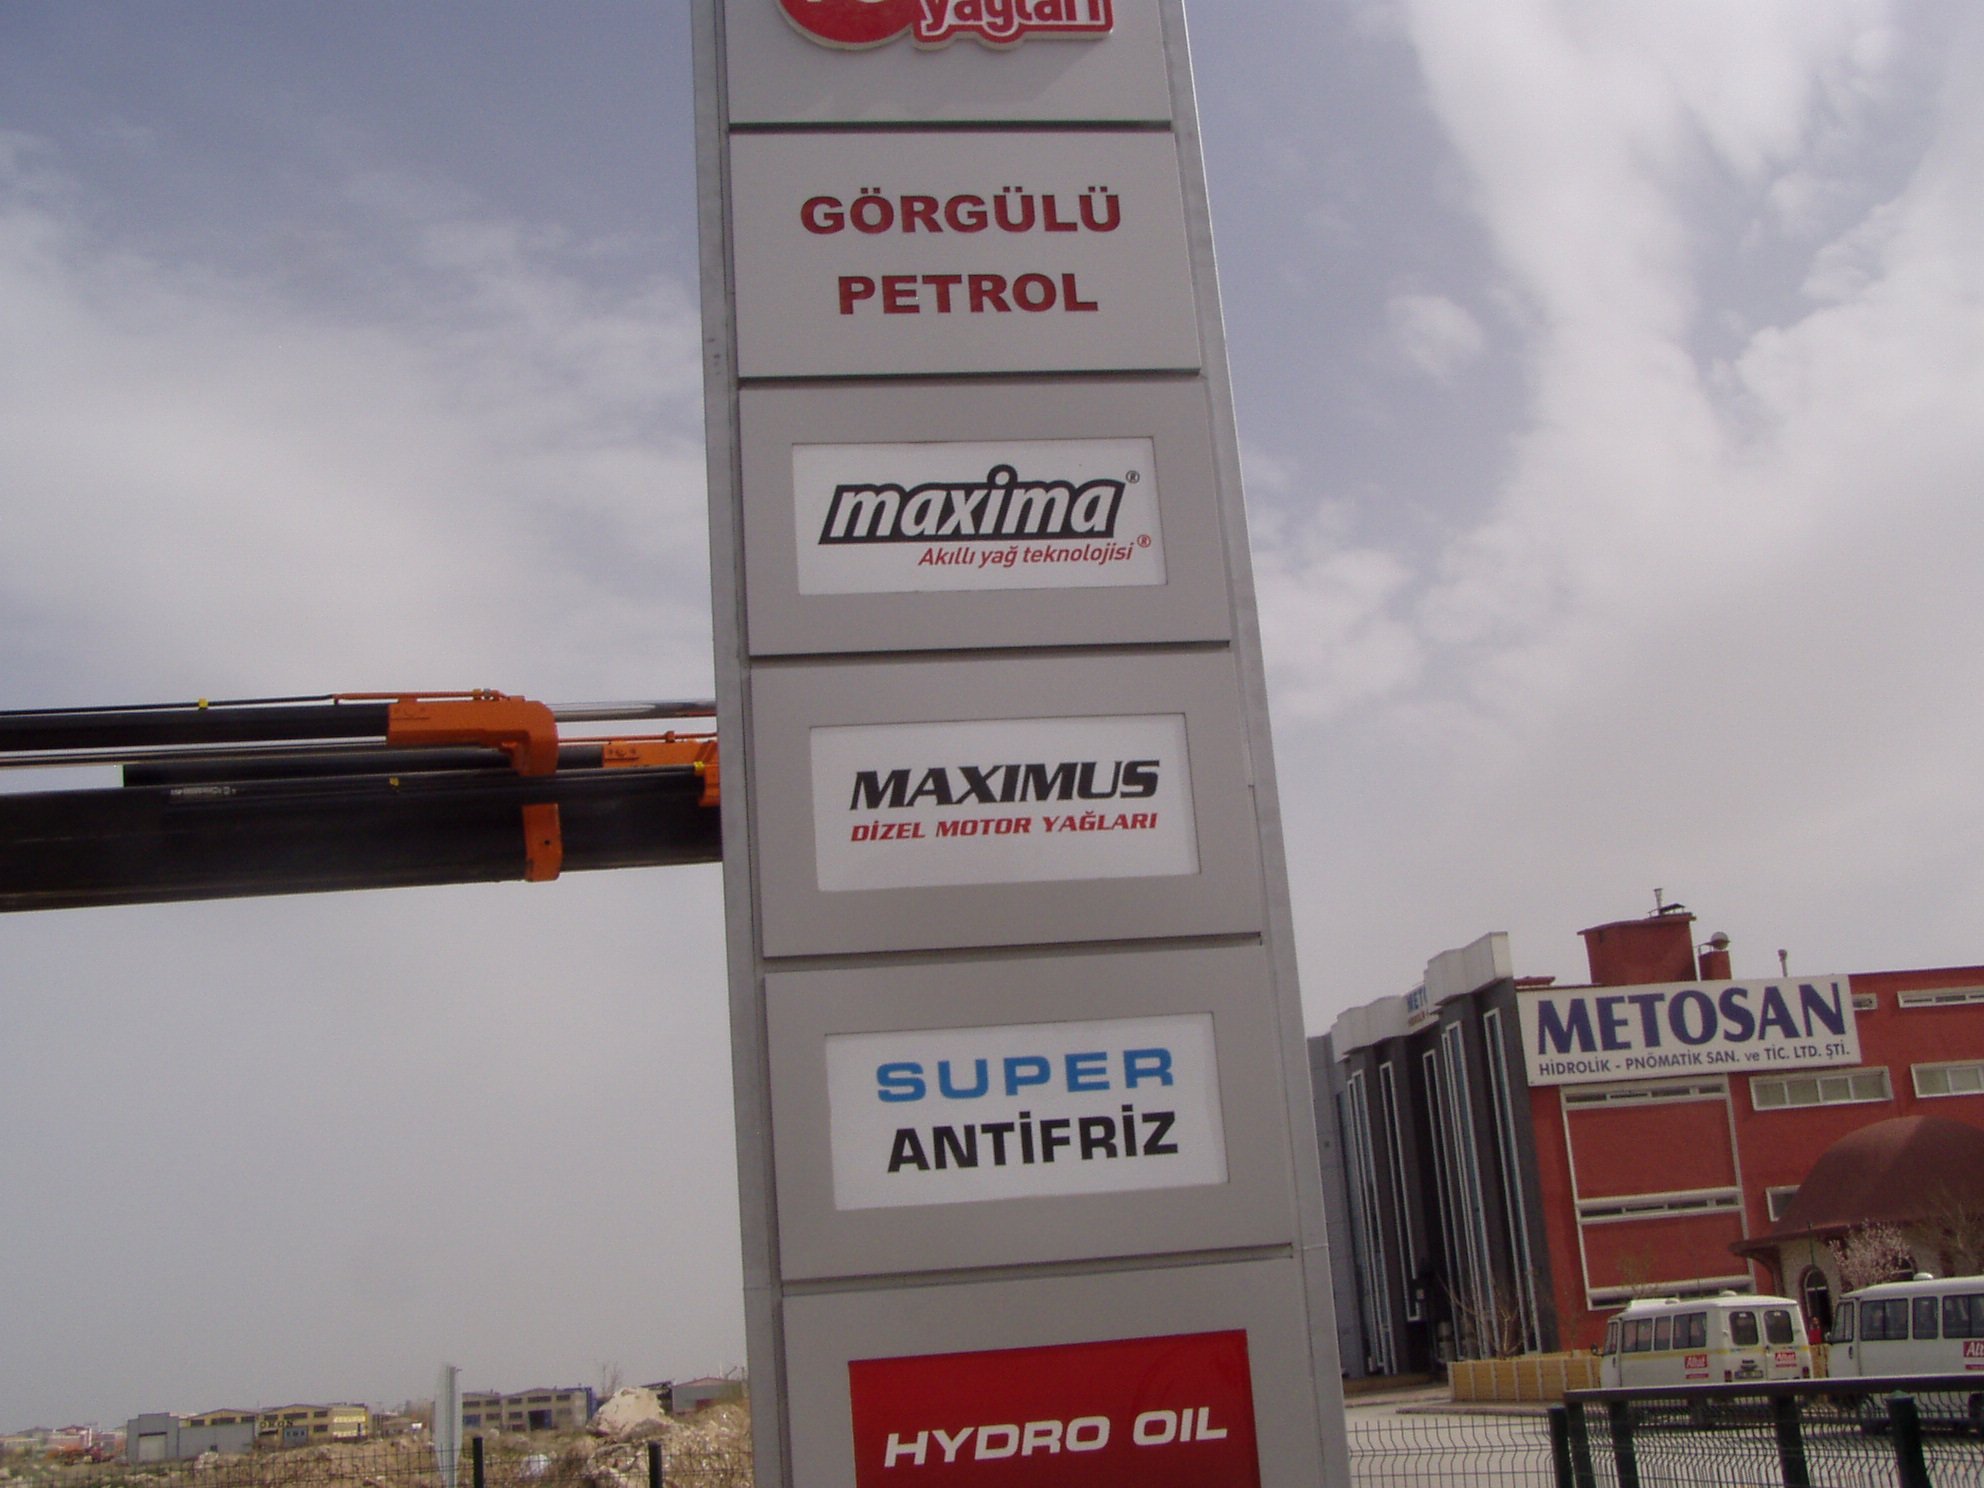 yağları
GÖRGÜLÜ
PETROL
maxima®
Akıllı yağ teknolojisi®
MAXIMUS
DİZEL MOTOR YAĞLARI
SUPER
ANTİFRİZ
HYDRO OIL
METOSAN
HİDROLİK - PNÖMATİK SAN. ve TİC. LTD. ŞTİ.